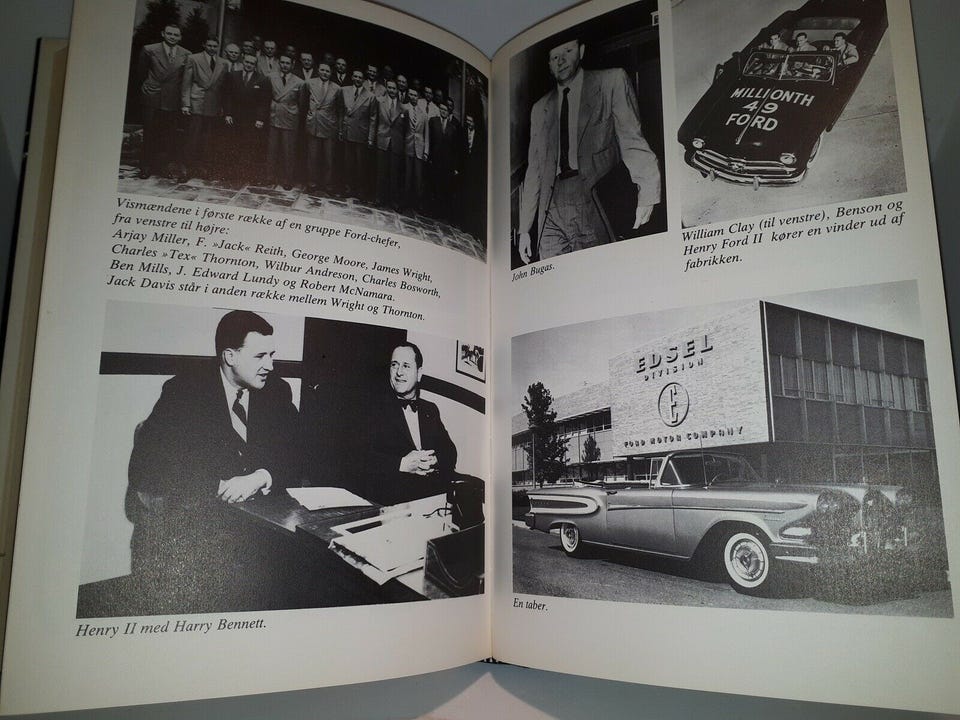 Vismændene i første række af en gruppe Ford-chefer,
fra venstre til højre:
Arjay Miller, F. »Jack« Reith, George Moore, James Wright,
Charles »Tex« Thornton, Wilbur Andreson, Charles Bosworth,
Ben Mills, J. Edward Lundy og Robert McNamara.
Jack Davis står i anden række mellem Wright og Thornton.
Henry II med Harry Bennett.
John Bugas.
MILLIONTH
49
FORD
William Clay (til venstre), Benson og
Henry Ford II kører en vinder ud af
fabrikken.
EDSEL
DIVISION
E
FORD MOTOR COMPANY
En taber.